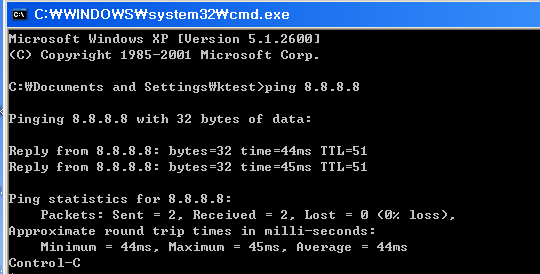 C:₩WINDOWS₩system32₩cmd.exe
Microsoft Windows XP [Version 5.1.2600]
(C) Copyright 1985-2001 Microsoft Corp.
C:₩Documents and Settings₩ktest>ping 8.8.8.8
Pinging 8.8.8.8 with 32 bytes of data:
Reply from 8.8.8.8: bytes=32 time=44ms TTL=51
Reply from 8.8.8.8: bytes=32 time=45ms TTL=51
Ping statistics for 8.8.8.8:
    Packets: Sent = 2, Received = 2, Lost = 0 (0% loss),
Approximate round trip times in milli-seconds:
    Minimum = 44ms, Maximum = 45ms, Average = 44ms
Control-C